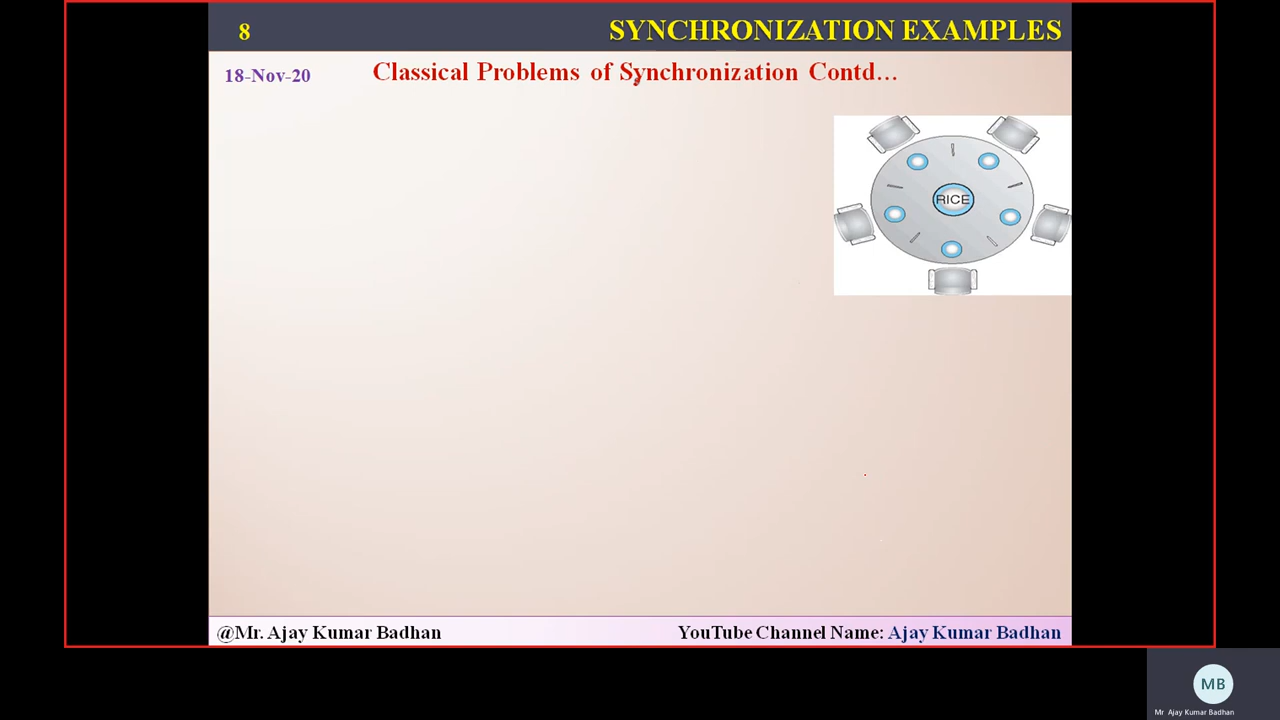 8
SYNCHRONIZATION EXAMPLES
18-Nov-20
Classical Problems of Synchronization Contd...
RICE
@Mr. Ajay Kumar Badhan
YouTube Channel Name: Ajay Kumar Badhan
MB
Mr Ajay Kumar Badhan